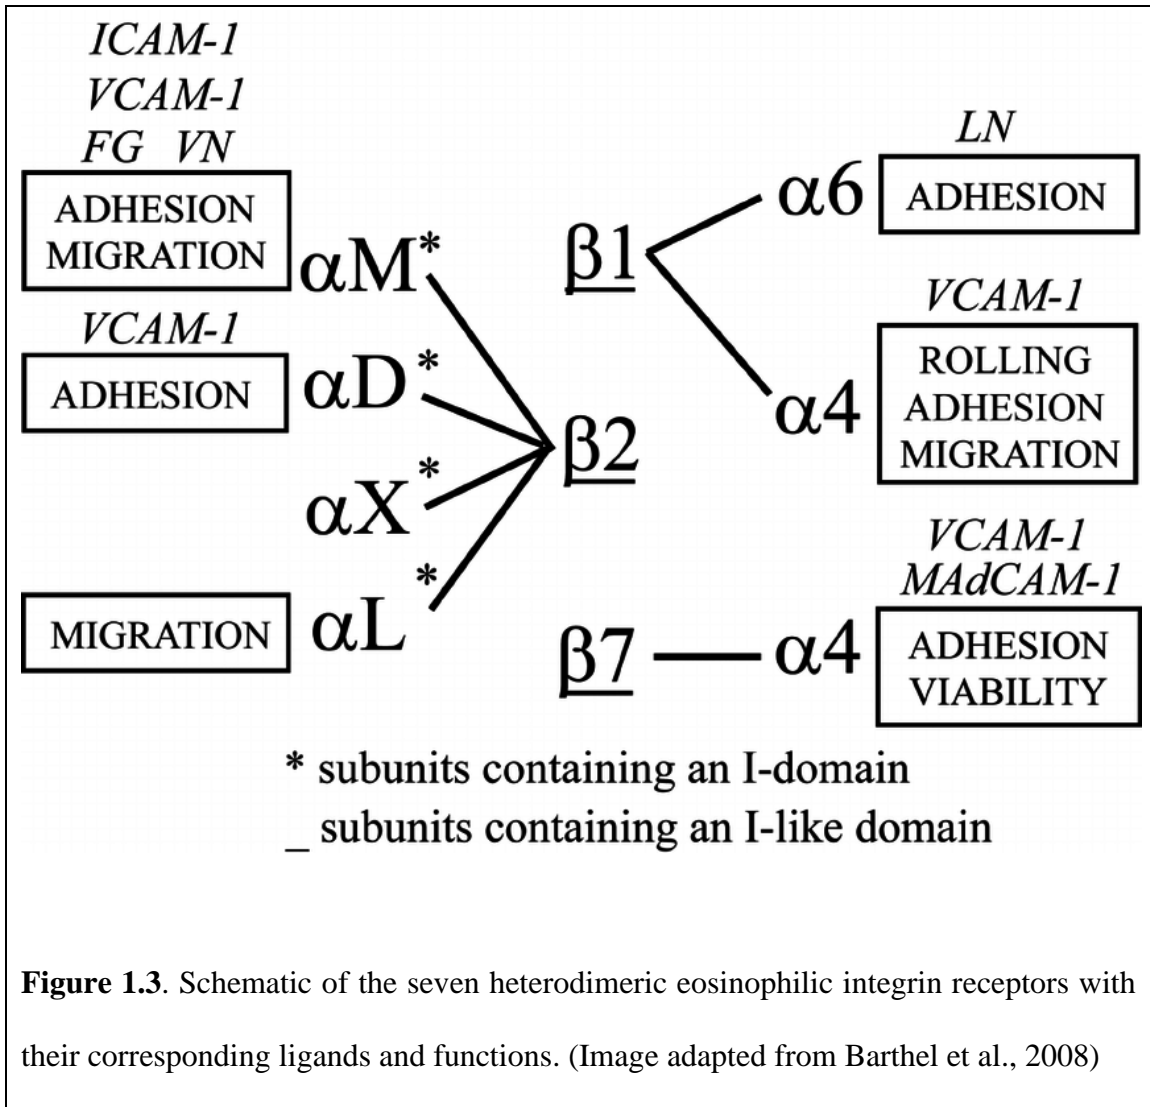 ICAM-1
VCAM-1
FG VN
ADHESION
MIGRATION
αM*
VCAM-1
ADHESION
αD*
αX*
MIGRATION
αL*
β1
β2
β7
LN
α6
ADHESION
VCAM-1
α4
ROLLING
ADHESION
MIGRATION
VCAM-1
MAdCAM-1
α4
ADHESION
VIABILITY
* subunits containing an I-domain
_ subunits containing an I-like domain
Figure 1.3. Schematic of the seven heterodimeric eosinophilic integrin receptors with
their corresponding ligands and functions. (Image adapted from Barthel et al., 2008)